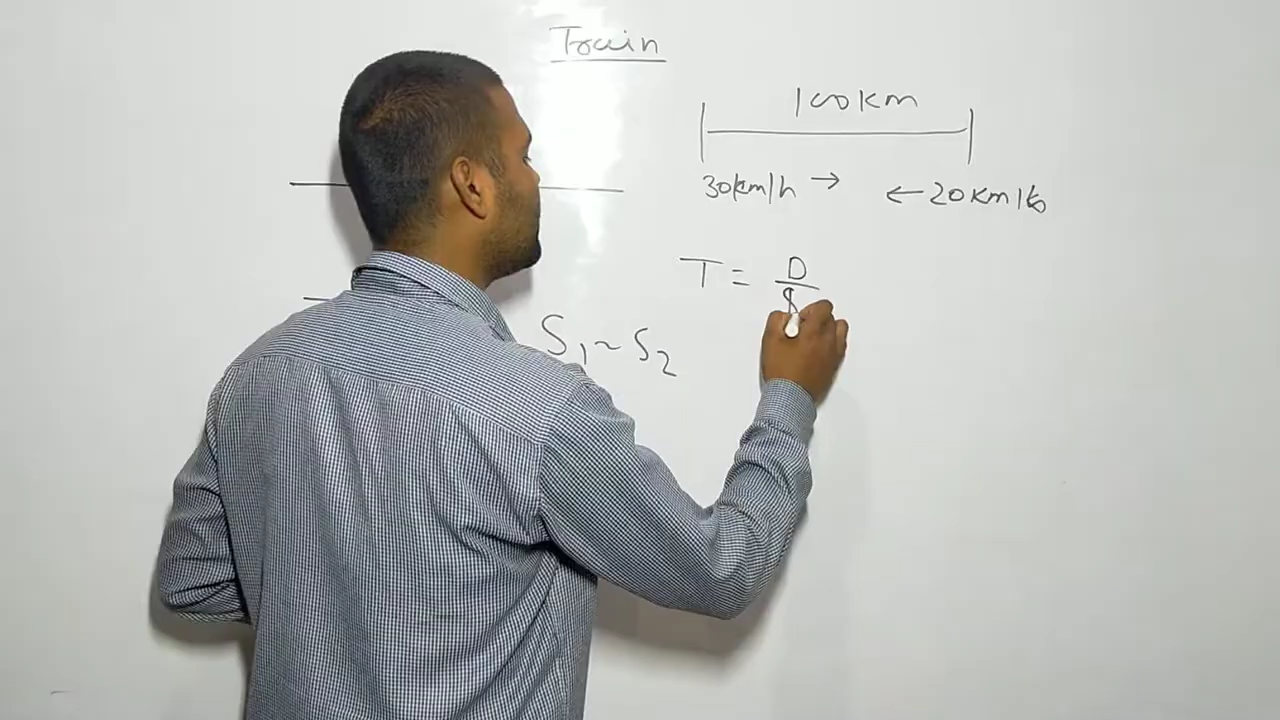 Train
100km
30km/h → ← 20km/h
T = D
S
S₁ ~ S₂